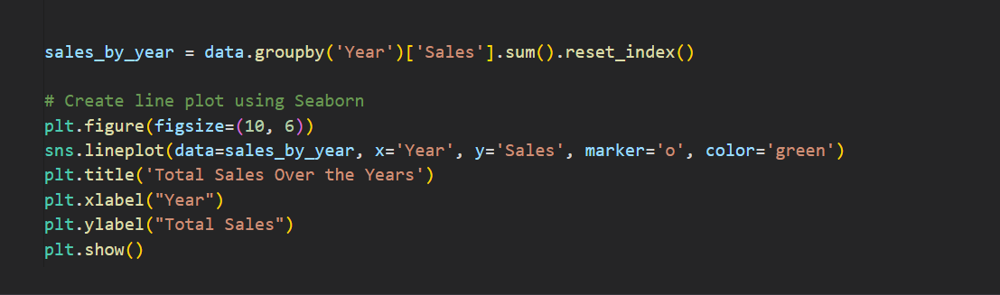 sales_by_year = data.groupby('Year')['Sales'].sum().reset_index()
# Create line plot using Seaborn
plt.figure(figsize=(10, 6))
sns.lineplot(data=sales_by_year, x='Year', y='Sales', marker='o', color='green')
plt.title('Total Sales Over the Years')
plt.xlabel("Year")
plt.ylabel("Total Sales")
plt.show()